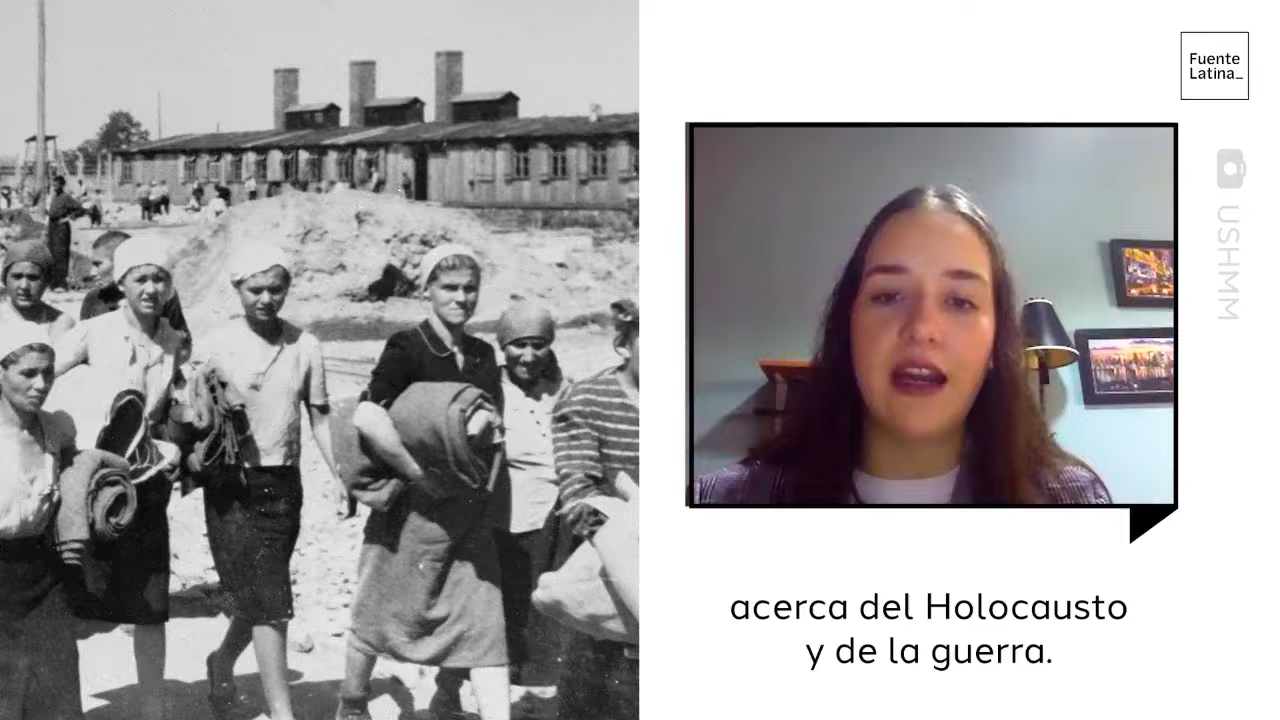 Fuente
Latina_
USHMM
acerca del Holocausto
y de la guerra.